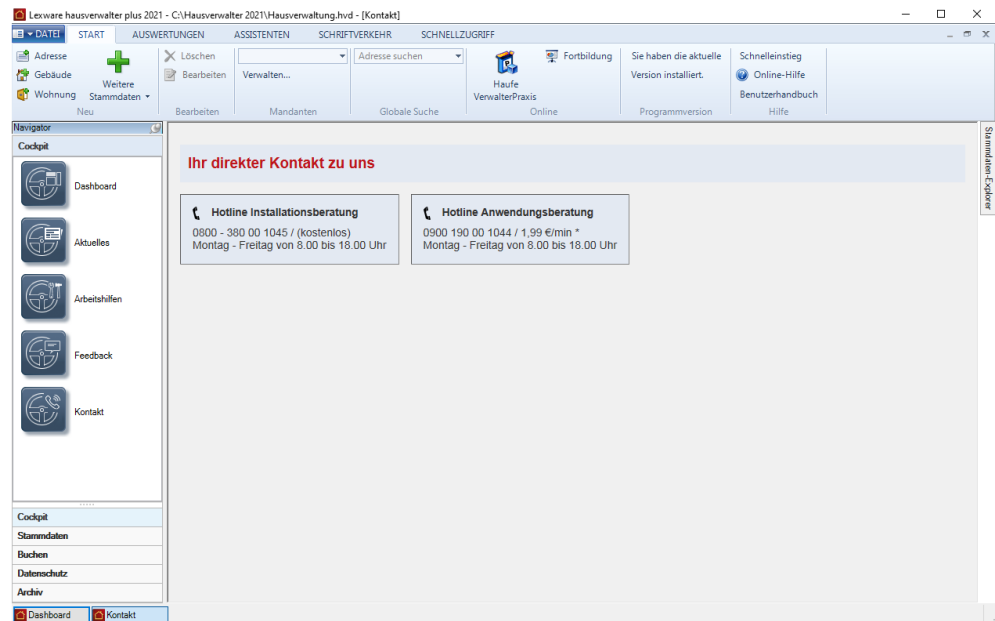 Lexware hausverwalter plus 2021 - C:\Hausverwalter 2021\Hausverwaltung.hvd - [Kontakt]
DATEI START AUSWERTUNGEN ASSISTENTEN SCHRIFTVERKEHR SCHNELLZUGRIFF
Adresse
Gebäude
Wohnung
Weitere
Stammdaten
Neu
Löschen
Bearbeiten
Bearbeiten
Verwalten...
Mandanten
Adresse suchen
Globale Suche
Haufe
VerwalterPraxis
Fortbildung
Online
Sie haben die aktuelle
Version installiert.
Programmversion
Schnelleinstieg
Online-Hilfe
Benutzerhandbuch
Hilfe
Navigator
Cockpit
Dashboard
Aktuelles
Arbeitshilfen
Feedback
Kontakt
Cockpit
Stammdaten
Buchen
Datenschutz
Archiv
Ihr direkter Kontakt zu uns
Hotline Installationsberatung
0800 - 380 00 1045 / (kostenlos)
Montag - Freitag von 8.00 bis 18.00 Uhr
Hotline Anwendungsberatung
0900 190 00 1044 / 1,99 €/min *
Montag - Freitag von 8.00 bis 18.00 Uhr
Stammdaten-Explorer
Dashboard Kontakt